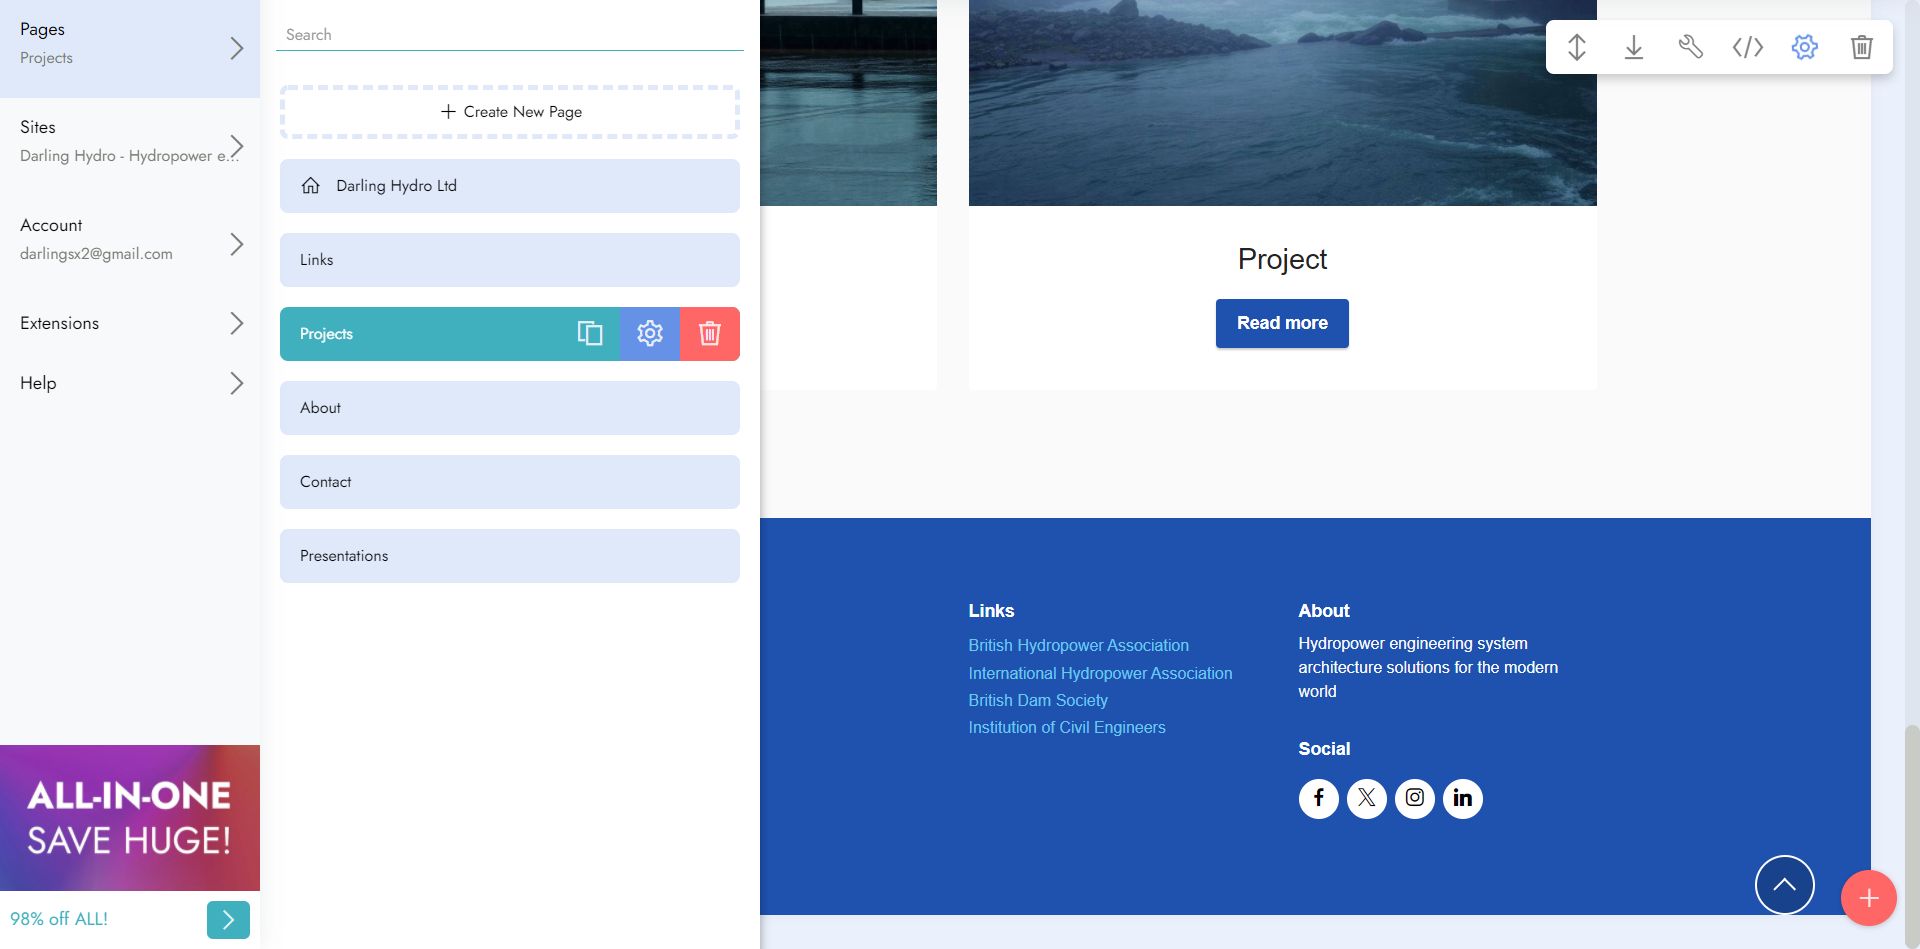 Pages
Projects
Sites
Darling Hydro - Hydropower e...
Account
darlingsx2@gmail.com
Extensions
Help
ALL-IN-ONE
SAVE HUGE!
98% off ALL!
Search
Create New Page
Darling Hydro Ltd
Links
Projects
About
Contact
Presentations
Project
Read more
Links
British Hydropower Association
International Hydropower Association
British Dam Society
Institution of Civil Engineers
About
Hydropower engineering system
architecture solutions for the modern
world
Social